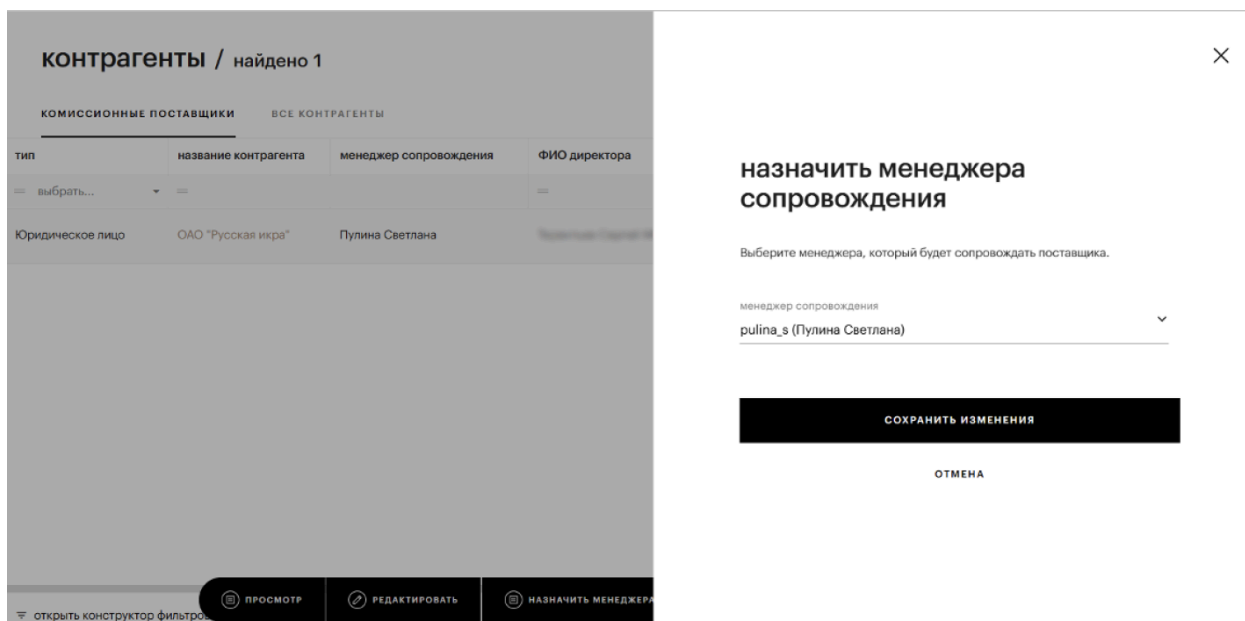 контрагенты / найдено 1
КОМИССИОННЫЕ ПОСТАВЩИКИ ВСЕ КОНТРАГЕНТЫ
тип название контрагента менеджер сопровождения ФИО директора
= выбрать... = =
Юридическое лицо ОАО "Русская икра" Пулина Светлана
ПРОСМОТР РЕДАКТИРОВАТЬ НАЗНАЧИТЬ МЕНЕДЖЕРА
открыть конструктор фильтров
назначить менеджера
сопровождения
Выберите менеджера, который будет сопровождать поставщика.
менеджер сопровождения
pulina_s (Пулина Светлана)
СОХРАНИТЬ ИЗМЕНЕНИЯ
ОТМЕНА